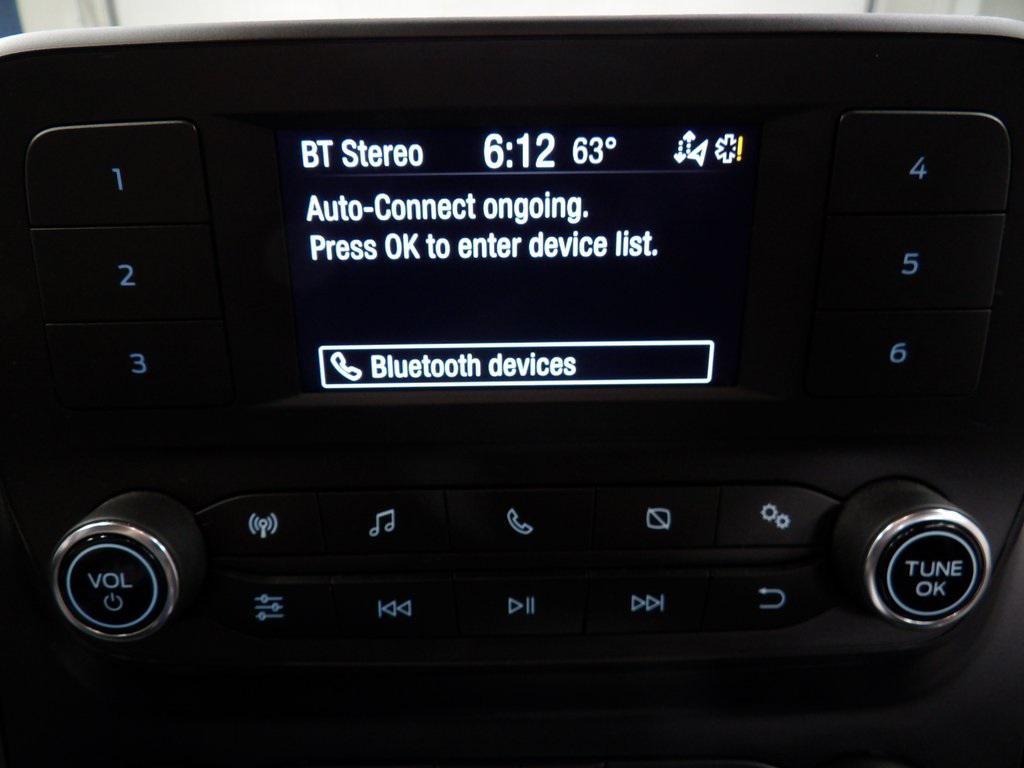 BT Stereo 6:12 63°
Auto-Connect ongoing.
Press OK to enter device list.
Bluetooth devices
1
2
3
4
5
6
VOL
TUNE
OK